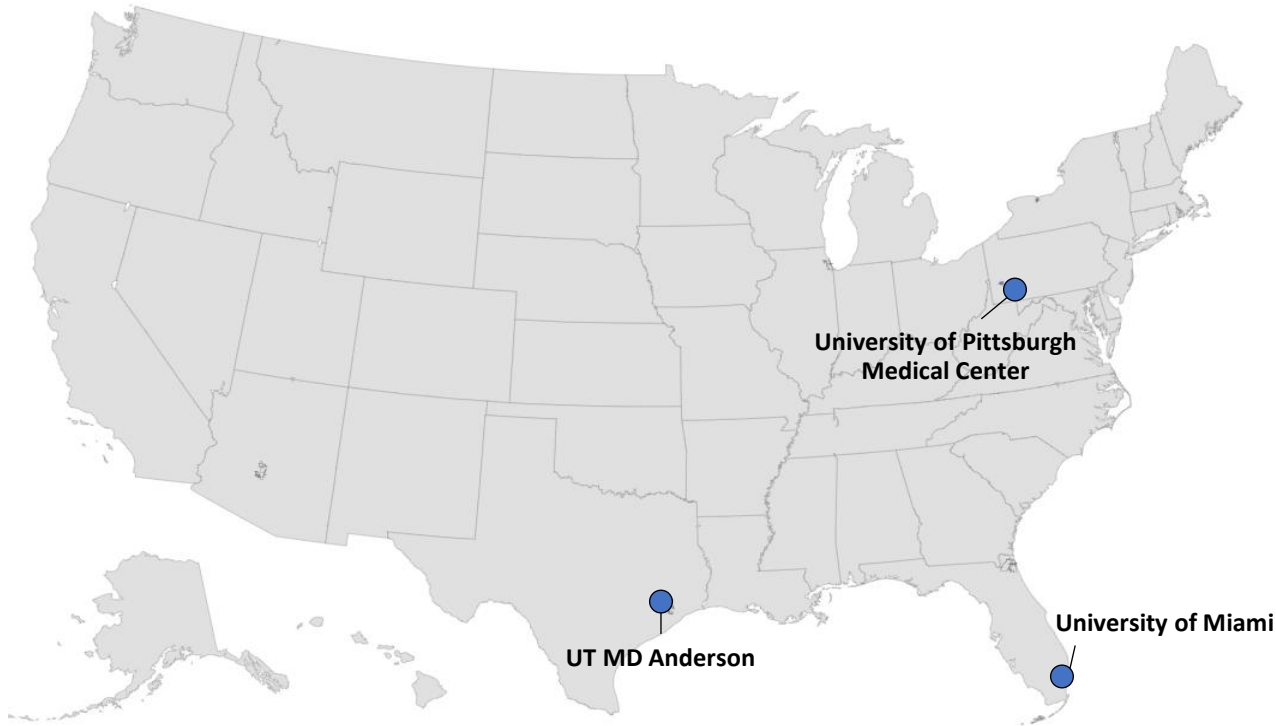 University of Pittsburgh
Medical Center
University of Miami
UT MD Anderson